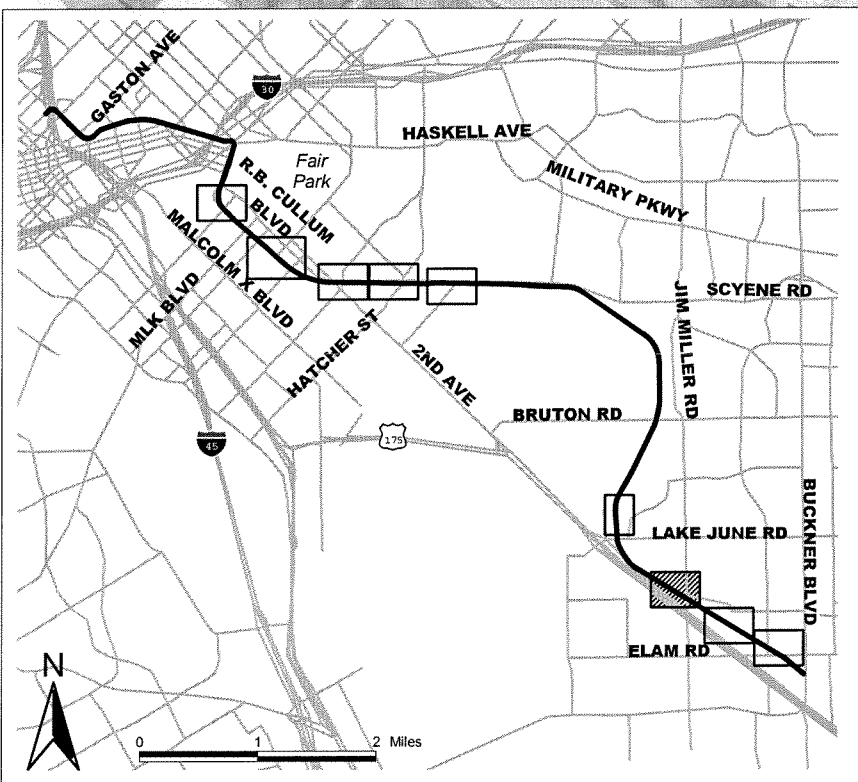 GASTON AVE
30
HASKELL AVE
Fair
Park
R.B. CULLUM
BLVD
MILITARY PKWY
MALCOLM X BLVD
MLK BLVD
SCYENE RD
JIM MILLER RD
HATCHER ST
2ND AVE
BRUTON RD
175
45
BUCKNER BLVD
LAKE JUNE RD
ELAM RD
N
0 1 2 Miles